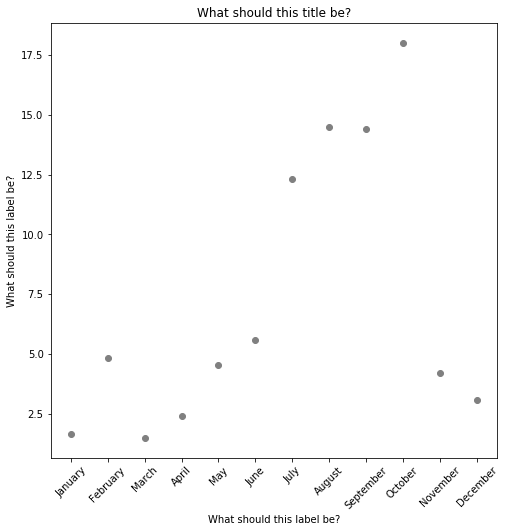 What should this title be?
What should this label be?
17.5
15.0
12.5
10.0
7.5
5.0
2.5
January
February
March
April
May
June
July
August
September
October
November
December
What should this label be?